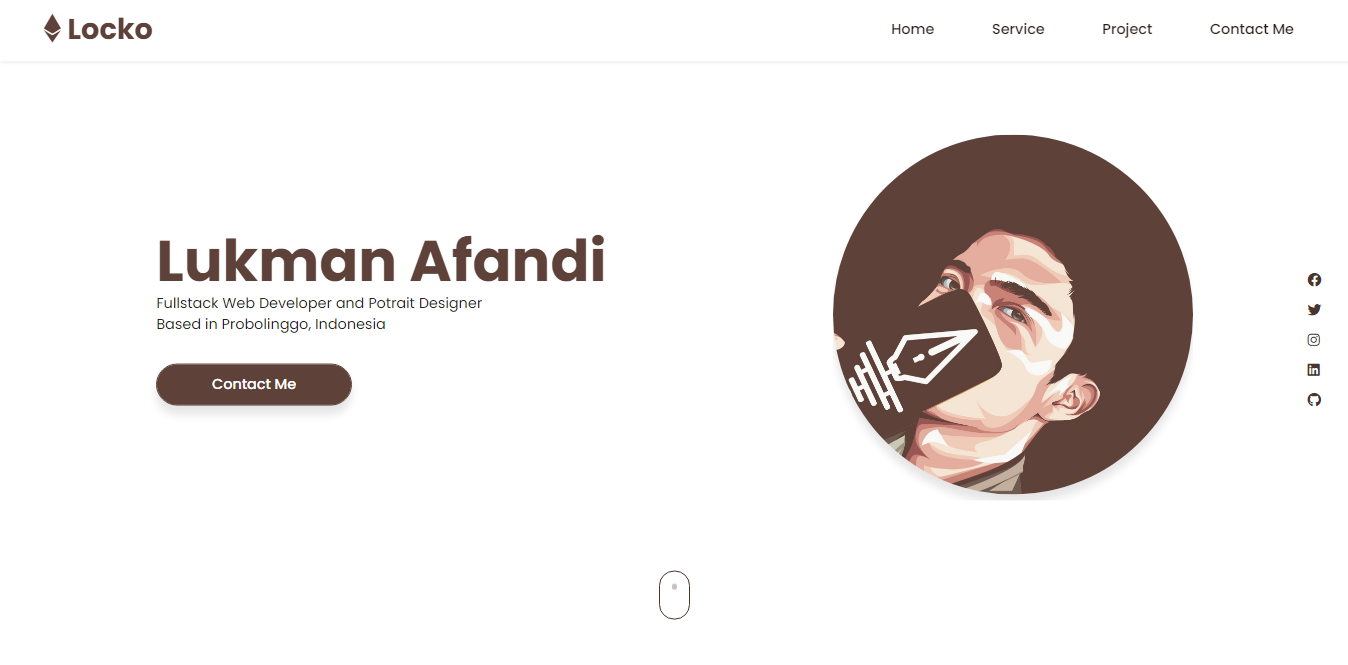 Locko
Home Service Project Contact Me
Lukman Afandi
Fullstack Web Developer and Potrait Designer
Based in Probolinggo, Indonesia
Contact Me